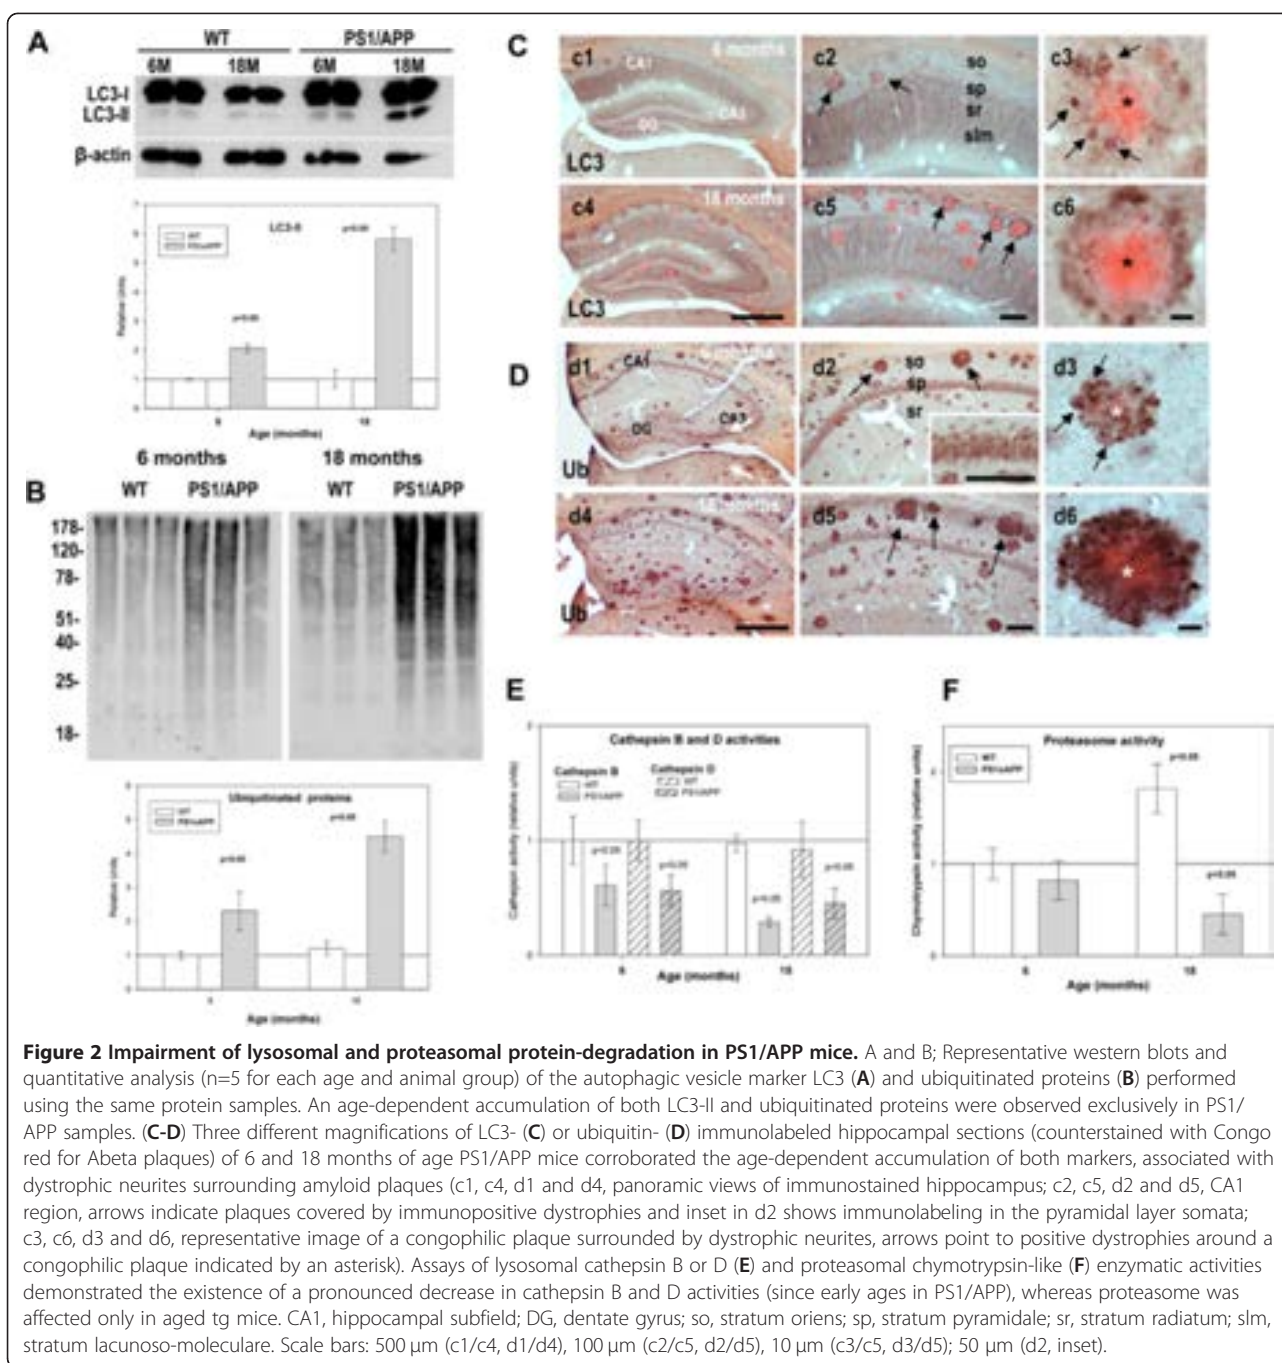 A
WT PS1/APP
6M 18M 6M 18M
LC3-I
LC3-II
β-actin
LC3-II
WT
PS1/APP
p<0.05
p<0.05
Relative Units
6 18
Age (months)
B
6 months 18 months
WT PS1/APP WT PS1/APP
178-
120-
78-
51-
40-
25-
18-
Ubiquitinated proteins
WT
PS1/APP
p<0.05
p<0.05
Relative Units
Age (months)
C
c1 6 months
CA1
CA3
DG
LC3
c2
so
sp
sr
slm
c3
*
c4 18 months
LC3
c5
c6
*
D
d1
CA1
CA3
DG
Ub
d2
so
sp
sr
d3
*
d4
Ub
d5
d6
*
E
Cathepsin B and D activities
Cathepsin B Cathepsin D
WT WT
PS1/APP PS1/APP
p<0.05 p<0.05 p<0.05 p<0.05
Cathepsin activity (relative units)
6 18
Age (months)
F
Proteasome activity
WT
PS1/APP
p<0.05
p<0.05
Chymotrypsin activity (relative units)
6 18
Age (months)
Figure 2 Impairment of lysosomal and proteasomal protein-degradation in PS1/APP mice. A and B; Representative western blots and
quantitative analysis (n=5 for each age and animal group) of the autophagic vesicle marker LC3 (A) and ubiquitinated proteins (B) performed
using the same protein samples. An age-dependent accumulation of both LC3-II and ubiquitinated proteins were observed exclusively in PS1/
APP samples. (C-D) Three different magnifications of LC3- (C) or ubiquitin- (D) immunolabeled hippocampal sections (counterstained with Congo
red for Abeta plaques) of 6 and 18 months of age PS1/APP mice corroborated the age-dependent accumulation of both markers, associated with
dystrophic neurites surrounding amyloid plaques (c1, c4, d1 and d4, panoramic views of immunostained hippocampus; c2, c5, d2 and d5, CA1
region, arrows indicate plaques covered by immunopositive dystrophies and inset in d2 shows immunolabeling in the pyramidal layer somata;
c3, c6, d3 and d6, representative image of a congophilic plaque surrounded by dystrophic neurites, arrows point to positive dystrophies around a
congophilic plaque indicated by an asterisk). Assays of lysosomal cathepsin B or D (E) and proteasomal chymotrypsin-like (F) enzymatic activities
demonstrated the existence of a pronounced decrease in cathepsin B and D activities (since early ages in PS1/APP), whereas proteasome was
affected only in aged tg mice. CA1, hippocampal subfield; DG, dentate gyrus; so, stratum oriens; sp, stratum pyramidale; sr, stratum radiatum; slm,
stratum lacunoso-moleculare. Scale bars: 500 μm (c1/c4, d1/d4), 100 μm (c2/c5, d2/d5), 10 μm (c3/c5, d3/d5); 50 μm (d2, inset).